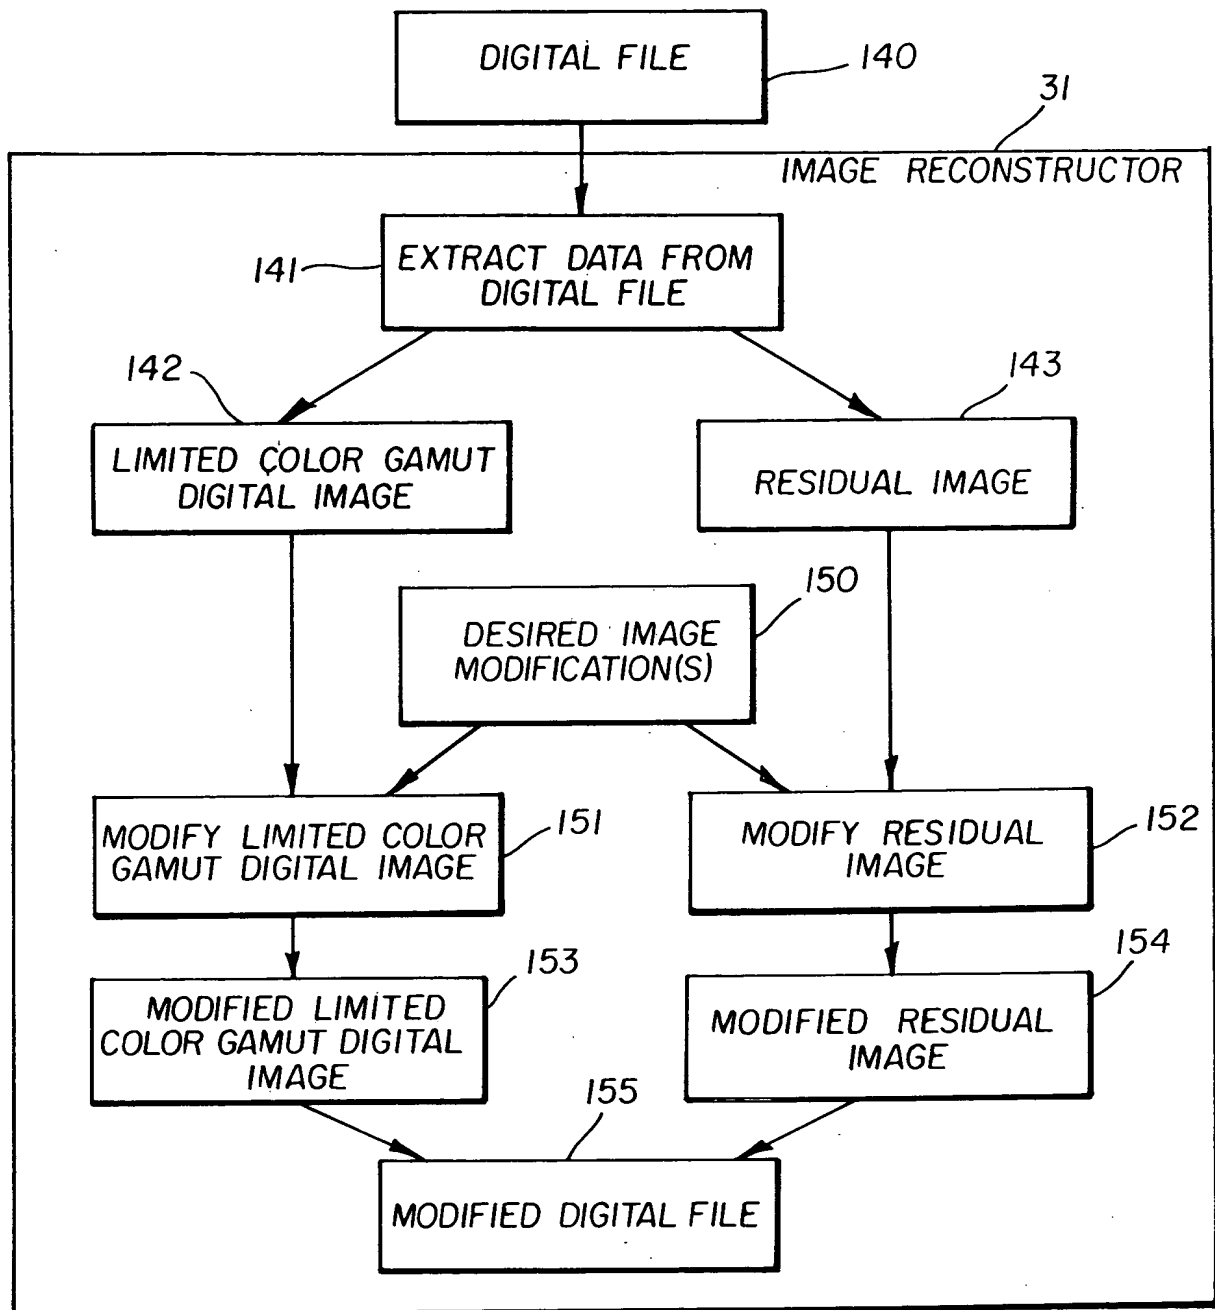 DIGITAL FILE
140
31
IMAGE RECONSTRUCTOR
141
EXTRACT DATA FROM
DIGITAL FILE
142
143
LIMITED COLOR GAMUT
DIGITAL IMAGE
RESIDUAL IMAGE
150
DESIRED IMAGE
MODIFICATION(S)
MODIFY LIMITED COLOR
GAMUT DIGITAL IMAGE
151
MODIFY RESIDUAL
IMAGE
152
153
154
MODIFIED LIMITED
COLOR GAMUT DIGITAL
IMAGE
MODIFIED RESIDUAL
IMAGE
155
MODIFIED DIGITAL FILE